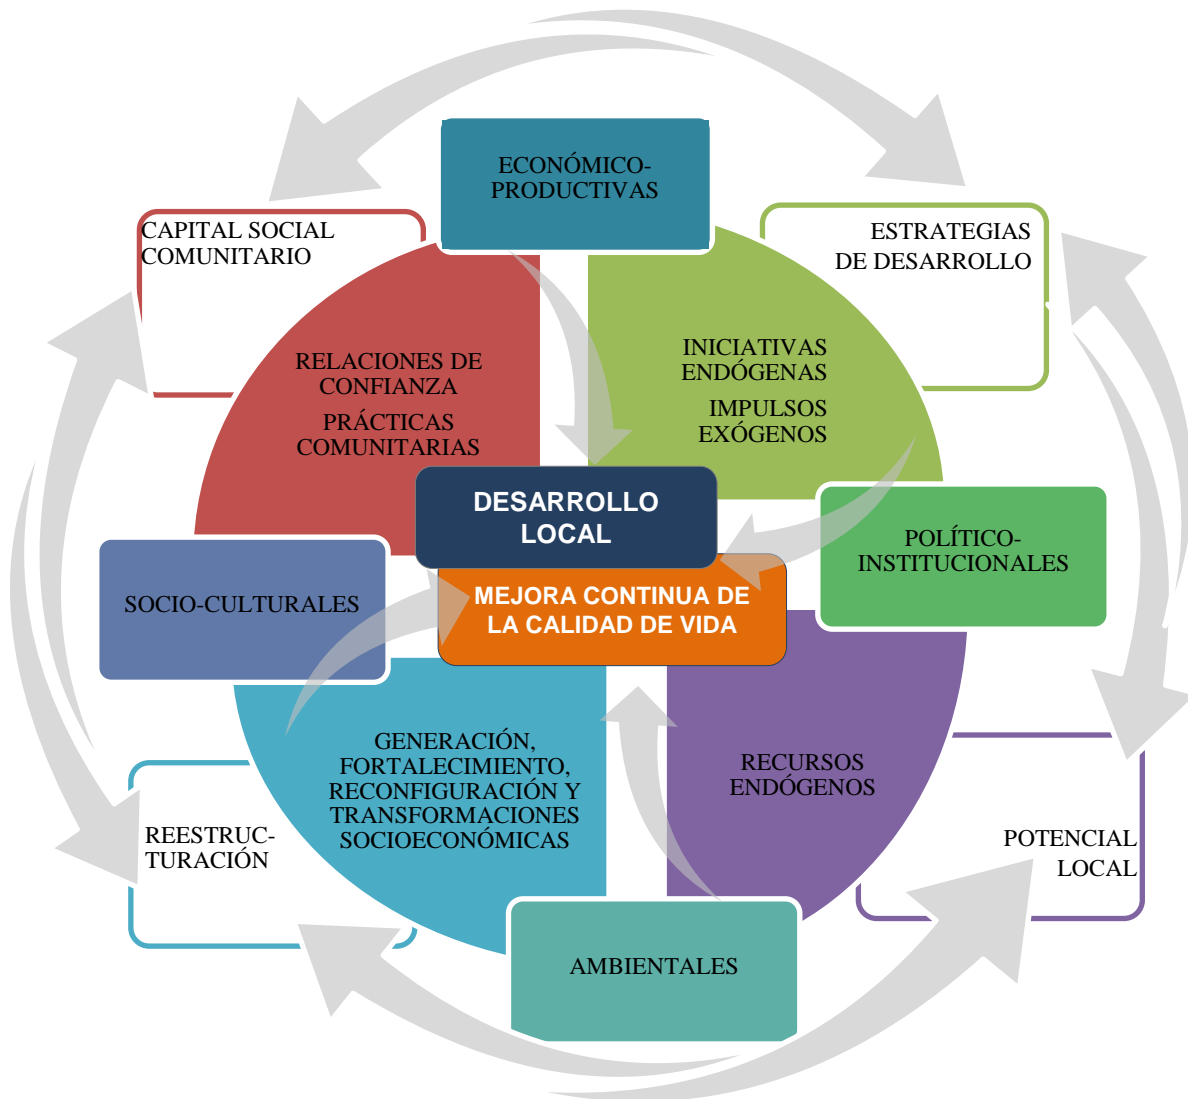 ECONÓMICO-
PRODUCTIVAS
CAPITAL SOCIAL
COMUNITARIO
ESTRATEGIAS
DE DESARROLLO
RELACIONES DE
CONFIANZA
PRÁCTICAS
COMUNITARIAS
INICIATIVAS
ENDÓGENAS
IMPULSOS
EXÓGENOS
DESARROLLO
LOCAL
POLÍTICO-
INSTITUCIONALES
SOCIO-CULTURALES
MEJORA CONTINUA DE
LA CALIDAD DE VIDA
GENERACIÓN,
FORTALECIMIENTO,
RECONFIGURACIÓN Y
TRANSFORMACIONES
SOCIOECONÓMICAS
RECURSOS
ENDÓGENOS
REESTRUC-
TURACIÓN
POTENCIAL
LOCAL
AMBIENTALES